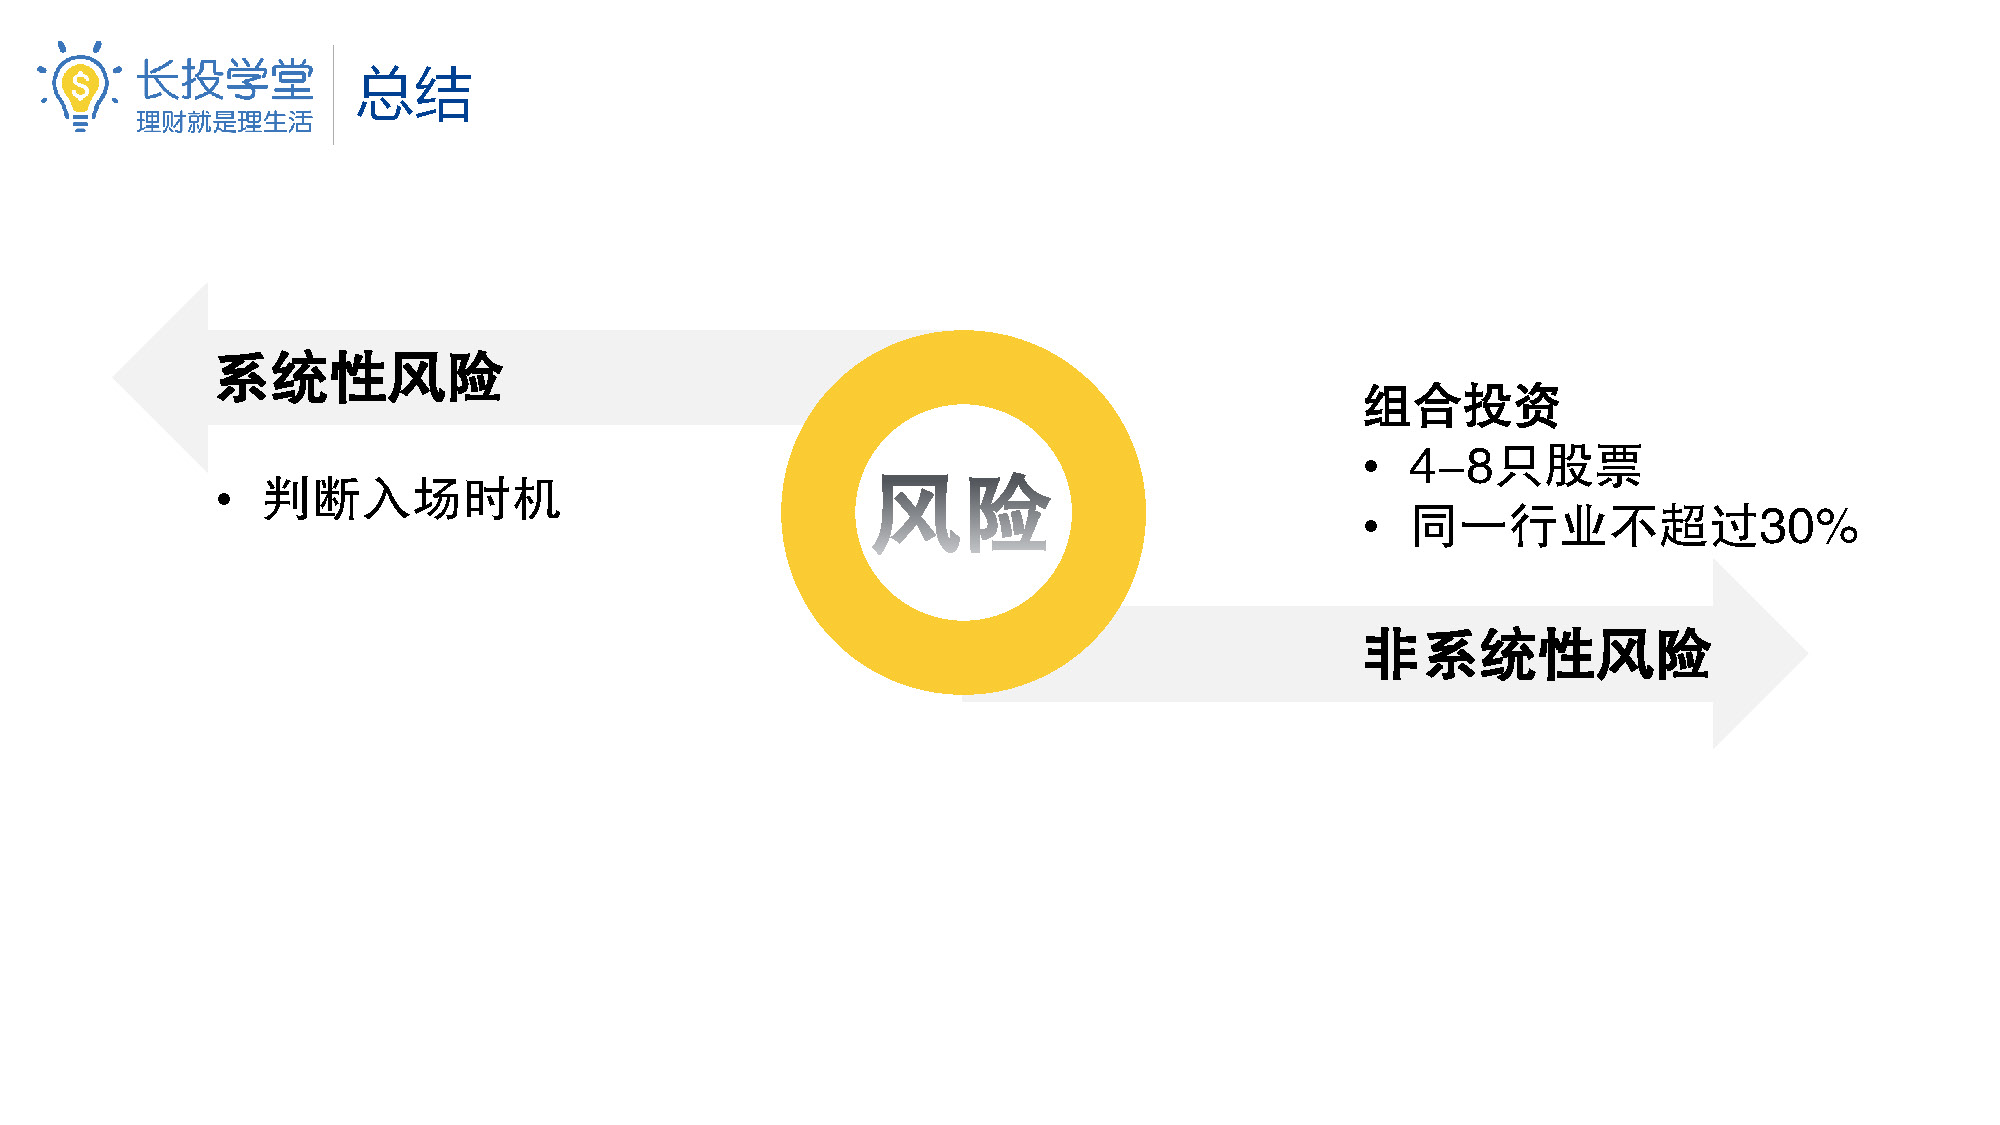 长投学堂
理财就是理生活
总结
系统性风险
• 判断入场时机
风险
组合投资
• 4–8只股票
• 同一行业不超过30%
非系统性风险